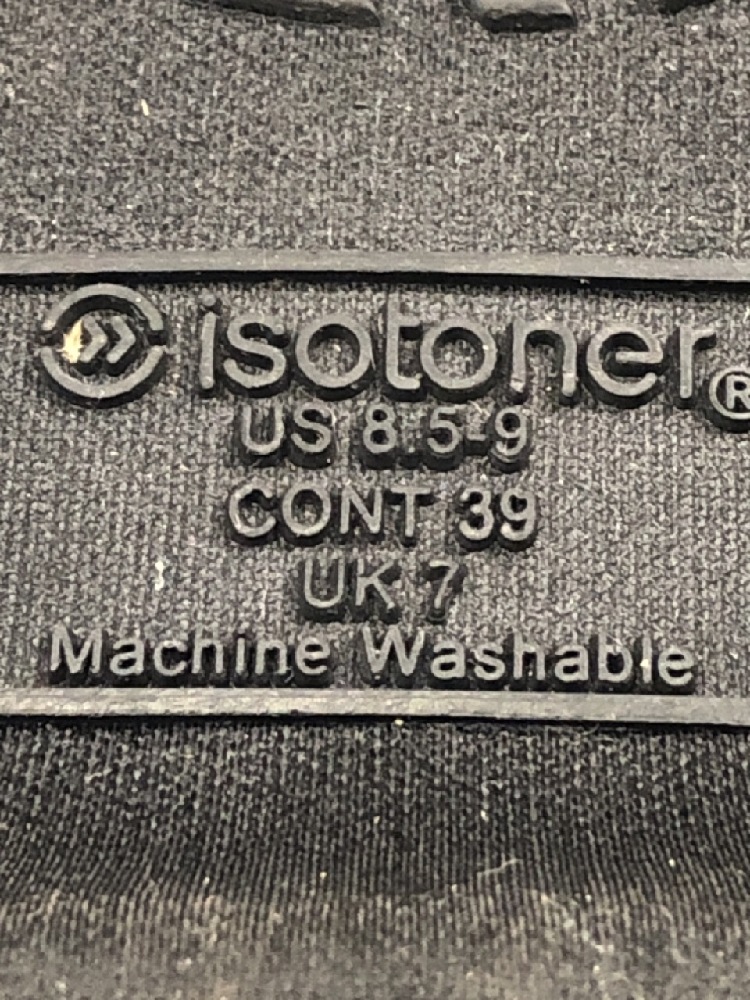 isotoner®
US 8.5-9
CONT 39
UK 7
Machine Washable